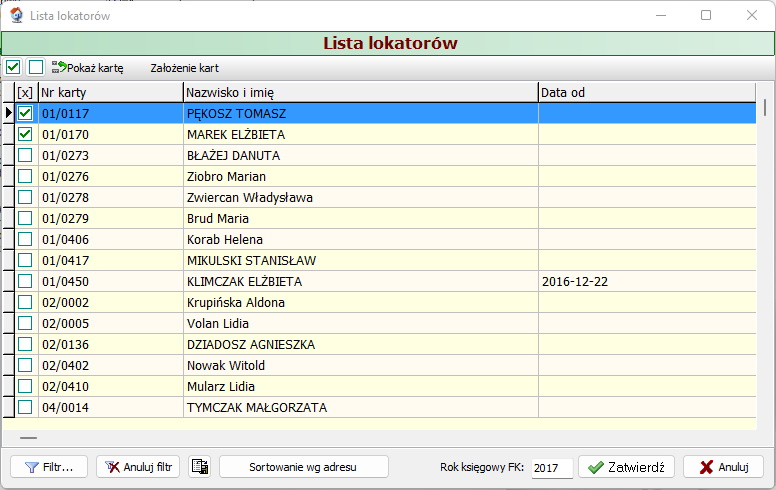 Lista lokatorów
Lista lokatorów
Pokaż kartę Założenie kart
[x] Nr karty Nazwisko i imię Data od
01/0117 PĘKOSZ TOMASZ
01/0170 MAREK ELŻBIETA
01/0273 BŁAŻEJ DANUTA
01/0276 Ziobro Marian
01/0278 Zwiercan Władysława
01/0279 Brud Maria
01/0406 Korab Helena
01/0417 MIKULSKI STANISŁAW
01/0450 KLIMCZAK ELŻBIETA 2016-12-22
02/0002 Krupińska Aldona
02/0005 Volan Lidia
02/0136 DZIADOSZ AGNIESZKA
02/0402 Nowak Witold
02/0410 Mularz Lidia
04/0014 TYMCZAK MAŁGORZATA
Filtr... Anuluj filtr Sortowanie wg adresu Rok księgowy FK: 2017 Zatwierdź Anuluj